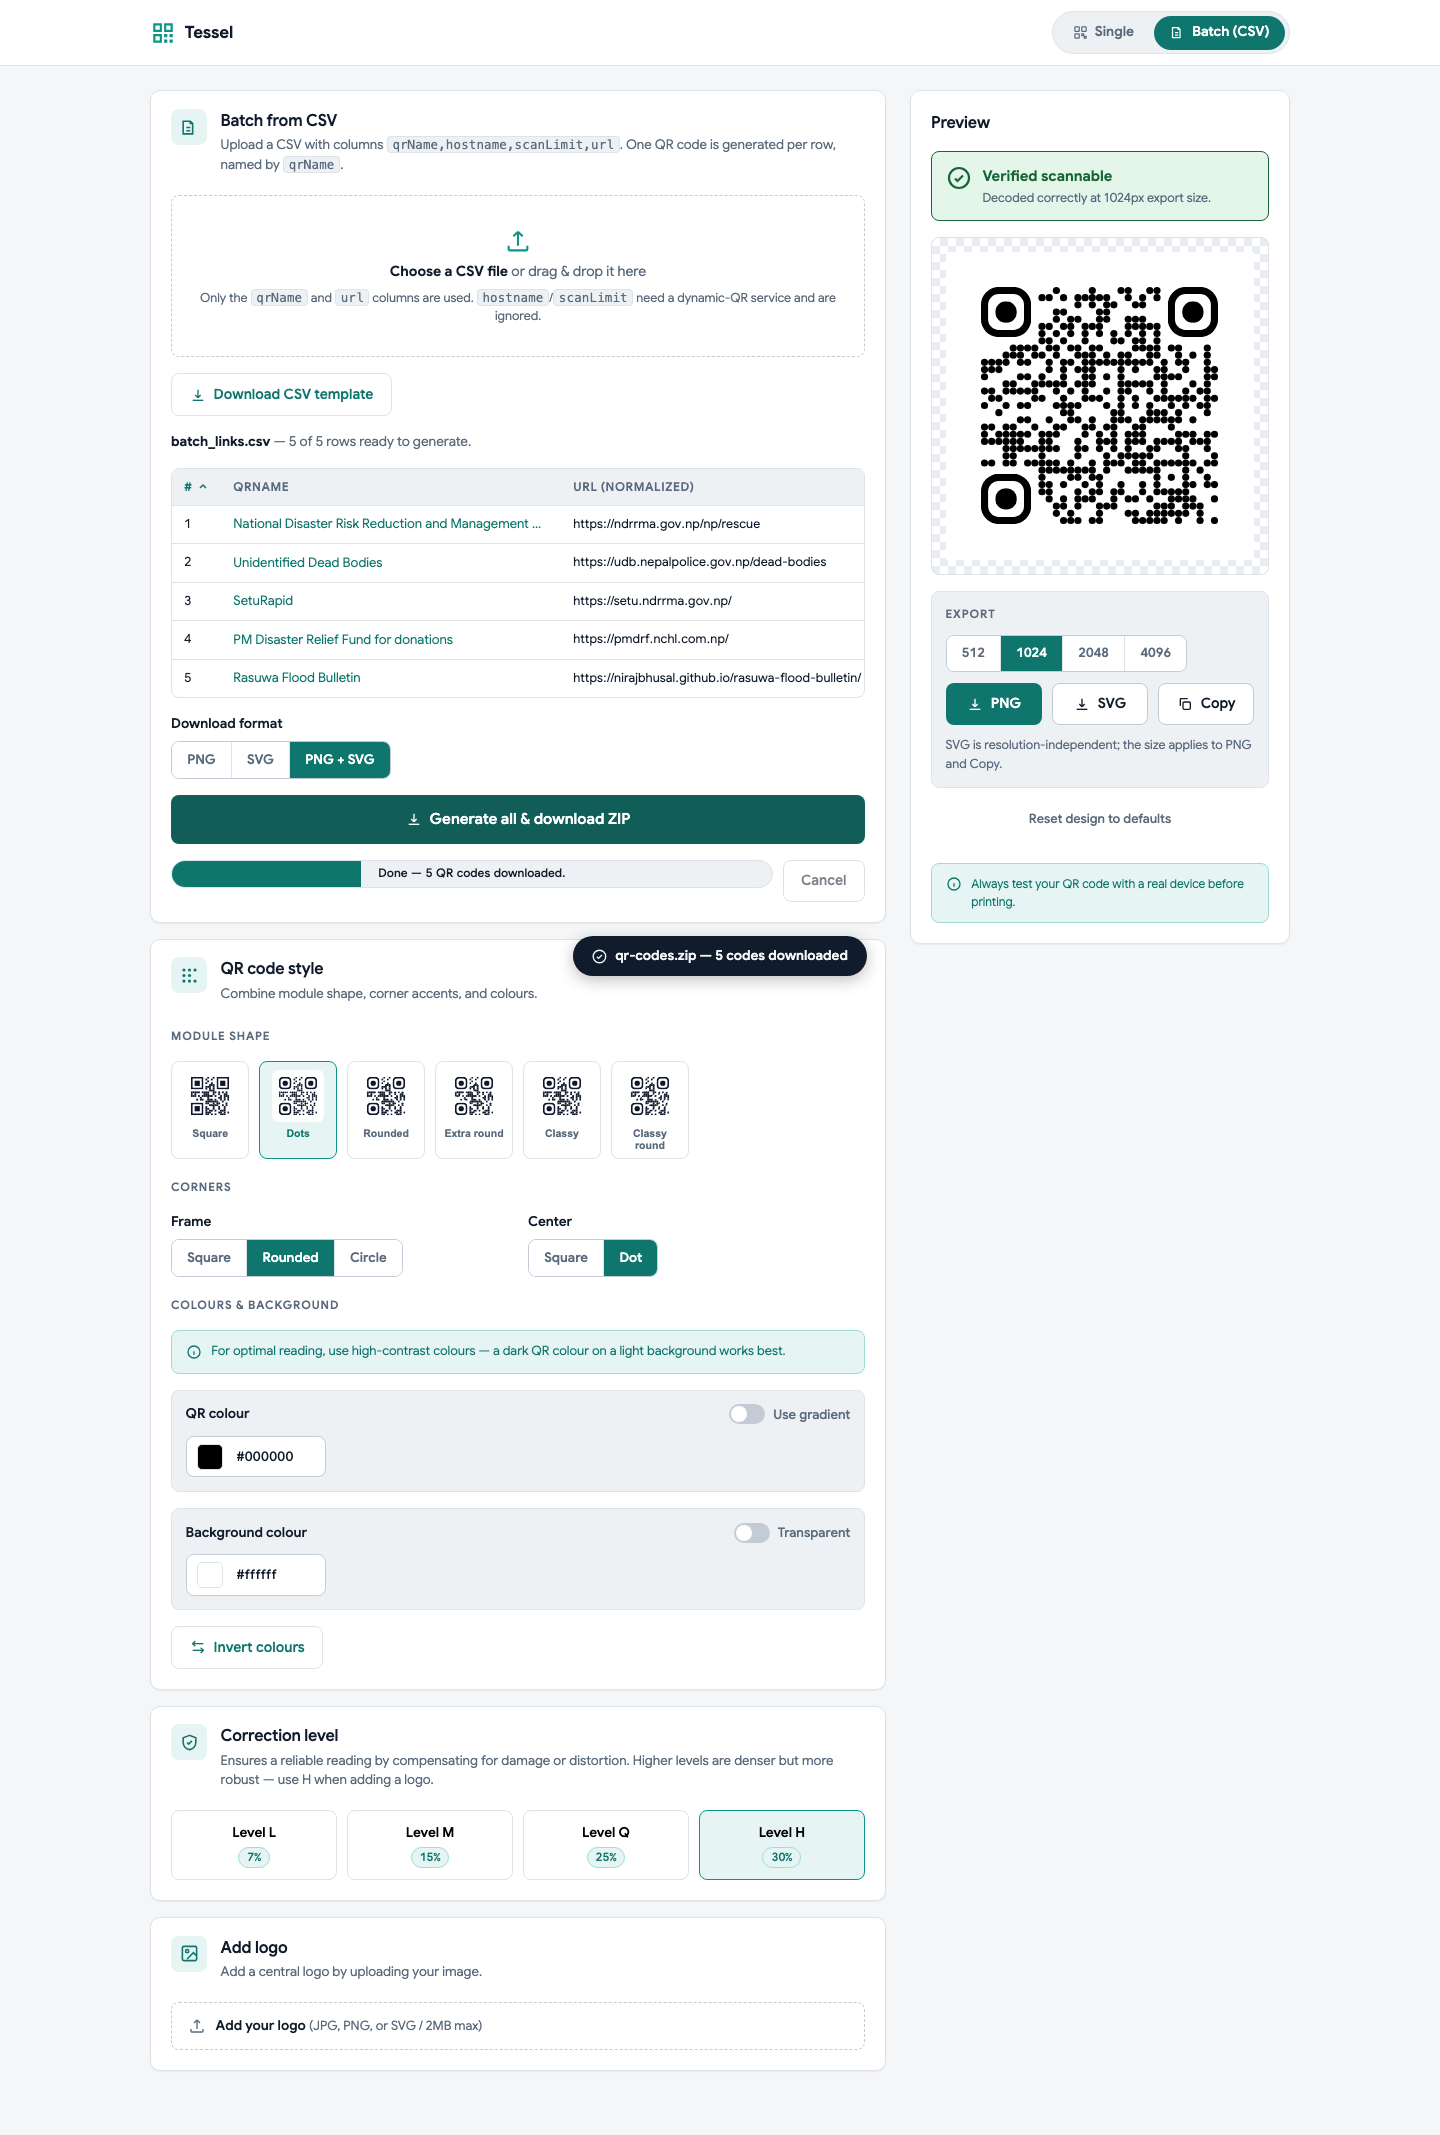 Tessel
Single
Batch (CSV)
Batch from CSV
Upload a CSV with columns qrName,hostname,scanLimit,url. One QR code is generated per row,
named by qrName.
Choose a CSV file or drag & drop it here
Only the qrName and url columns are used. hostname/scanLimit need a dynamic-QR service and are
ignored.
Download CSV template
batch_links.csv — 5 of 5 rows ready to generate.
# QRNAME URL (NORMALIZED)
1 National Disaster Risk Reduction and Management ... https://ndrrma.gov.np/np/rescue
2 Unidentified Dead Bodies https://udb.nepalpolice.gov.np/dead-bodies
3 SetuRapid https://setu.ndrrma.gov.np/
4 PM Disaster Relief Fund for donations https://pmdrf.nchl.com.np/
5 Rasuwa Flood Bulletin https://nirajbhusal.github.io/rasuwa-flood-bulletin/
Download format
PNG SVG PNG + SVG
Generate all & download ZIP
Done — 5 QR codes downloaded.
Cancel
Preview
Verified scannable
Decoded correctly at 1024px export size.
EXPORT
512 1024 2048 4096
PNG SVG Copy
SVG is resolution-independent; the size applies to PNG
and Copy.
Reset design to defaults
Always test your QR code with a real device before
printing.
qr-codes.zip — 5 codes downloaded
QR code style
Combine module shape, corner accents, and colours.
MODULE SHAPE
Square Dots Rounded Extra round Classy Classy
round
CORNERS
Frame Center
Square Rounded Circle Square Dot
COLOURS & BACKGROUND
For optimal reading, use high-contrast colours — a dark QR colour on a light background works best.
QR colour Use gradient
#000000
Background colour Transparent
#ffffff
Invert colours
Correction level
Ensures a reliable reading by compensating for damage or distortion. Higher levels are denser but more
robust — use H when adding a logo.
Level L Level M Level Q Level H
7% 15% 25% 30%
Add logo
Add a central logo by uploading your image.
Add your logo (JPG, PNG, or SVG / 2MB max)